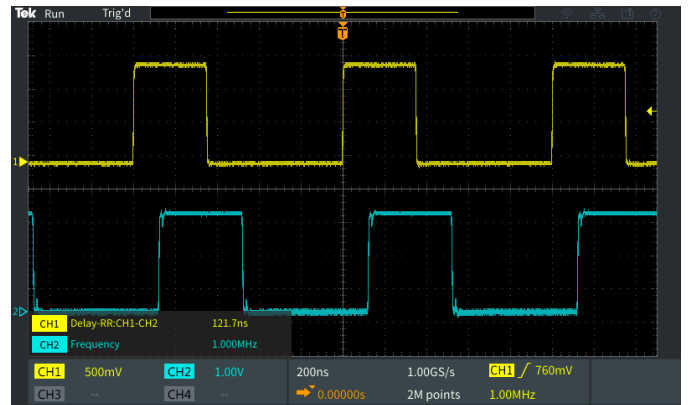 Tek Run Trig'd
T
T
1
2
CH1 Delay-RR:CH1-CH2 121.7ns
CH2 Frequency 1.000MHz
CH1 500mV CH2 1.00V 200ns 1.00GS/s CH1 760mV
CH3 -- CH4 -- 0.00000s 2M points 1.00MHz